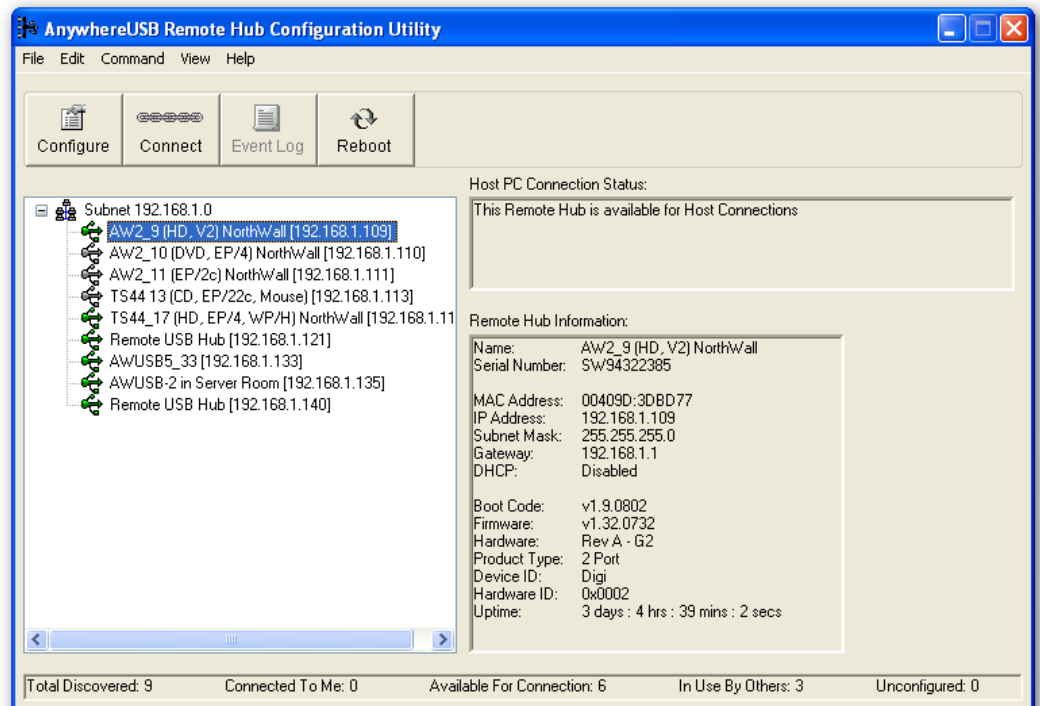 AnywhereUSB Remote Hub Configuration Utility
File Edit Command View Help
Configure Connect Event Log Reboot
Subnet 192.168.1.0
AW2_9 (HD, V2) NorthWall [192.168.1.109]
AW2_10 (DVD, EP/4) NorthWall [192.168.1.110]
AW2_11 (EP/2c) NorthWall [192.168.1.111]
TS44 13 (CD, EP/22c, Mouse) [192.168.1.113]
TS44_17 (HD, EP/4, WP/H) NorthWall [192.168.1.11
Remote USB Hub [192.168.1.121]
AWUSB5_33 [192.168.1.133]
AWUSB-2 in Server Room [192.168.1.135]
Remote USB Hub [192.168.1.140]
Host PC Connection Status:
This Remote Hub is available for Host Connections
Remote Hub Information:
Name: AW2_9 (HD, V2) NorthWall
Serial Number: SW94322385
MAC Address: 00409D:3DBD77
IP Address: 192.168.1.109
Subnet Mask: 255.255.255.0
Gateway: 192.168.1.1
DHCP: Disabled
Boot Code: v1.9.0802
Firmware: v1.32.0732
Hardware: Rev A - G2
Product Type: 2 Port
Device ID: Digi
Hardware ID: 0x0002
Uptime: 3 days : 4 hrs : 39 mins : 2 secs
Total Discovered: 9 Connected To Me: 0 Available For Connection: 6 In Use By Others: 3 Unconfigured: 0